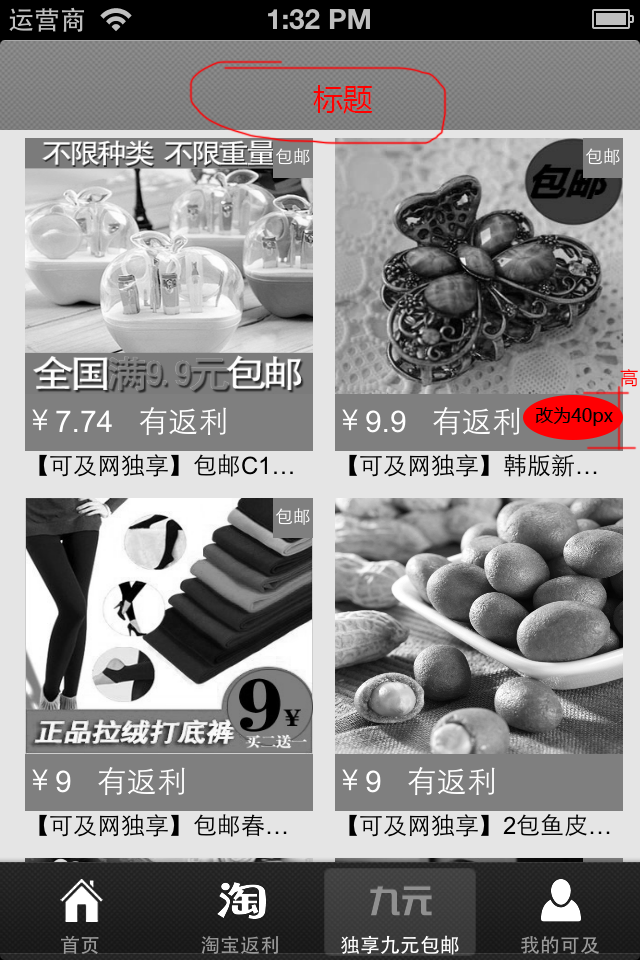 运营商 1:32 PM
标题
不限种类 不限重量 包邮
全国满9.9元包邮
包邮 包邮
高
￥7.74 有返利
￥9.9 有返利 改为40px
【可及网独享】包邮C1...
【可及网独享】韩版新...
包邮
9¥
正品拉绒打底裤 买二送一
￥9 有返利
￥9 有返利
【可及网独享】包邮春...
【可及网独享】2包鱼皮...
淘 九元
首页 淘宝返利 独享九元包邮 我的可及